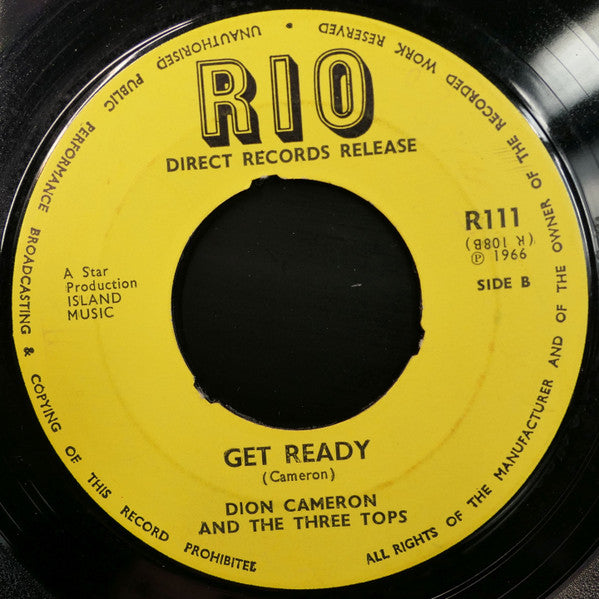 RIO
DIRECT RECORDS RELEASE
R111
(R 108B)
℗ 1966
SIDE B
A Star
Production
ISLAND
MUSIC
GET READY
(Cameron)
DION CAMERON
AND THE THREE TOPS
ALL RIGHTS OF THE MANUFACTURER AND OF THE OWNER OF THE RECORDED WORK RESERVED UNAUTHORISED PUBLIC PERFORMANCE BROADCASTING & COPYING OF THIS RECORD PROHIBITED